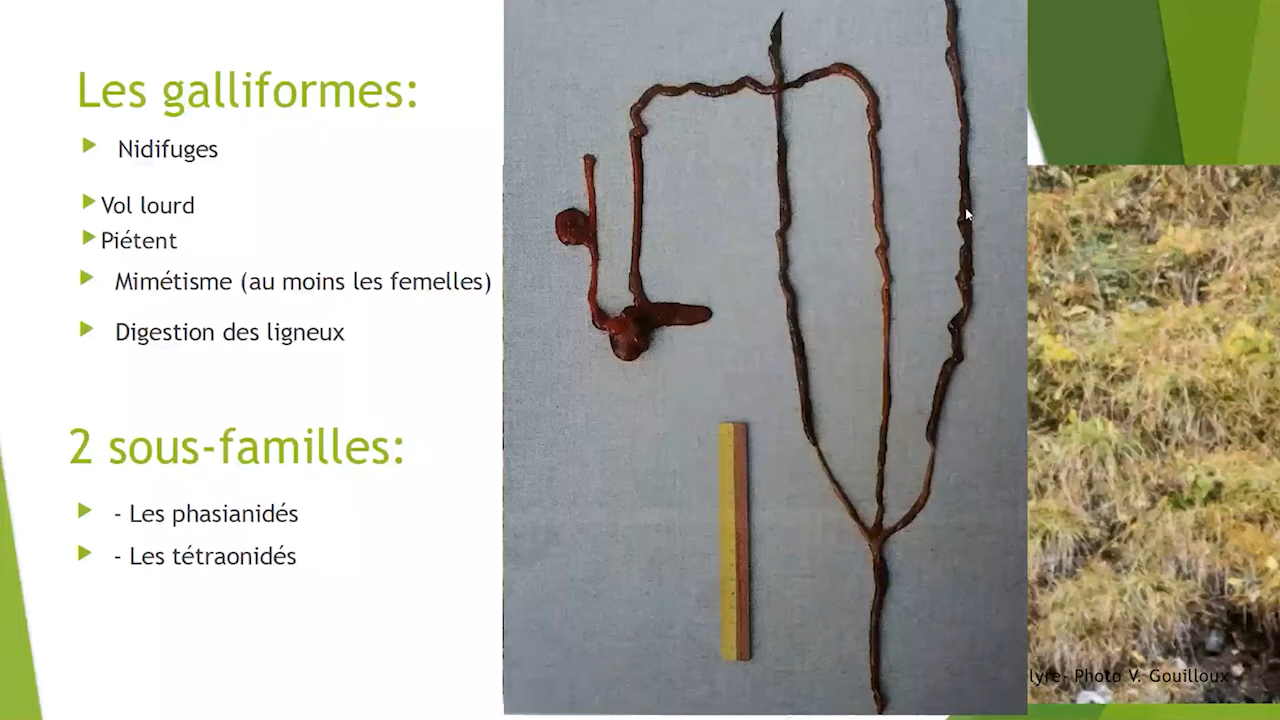 Les galliformes:
Nidifuges
Vol lourd
Piétent
Mimétisme (au moins les femelles)
Digestion des ligneux
2 sous-familles:
- Les phasianidés
- Les tétraonidés
lyre- Photo V. Gouilloux